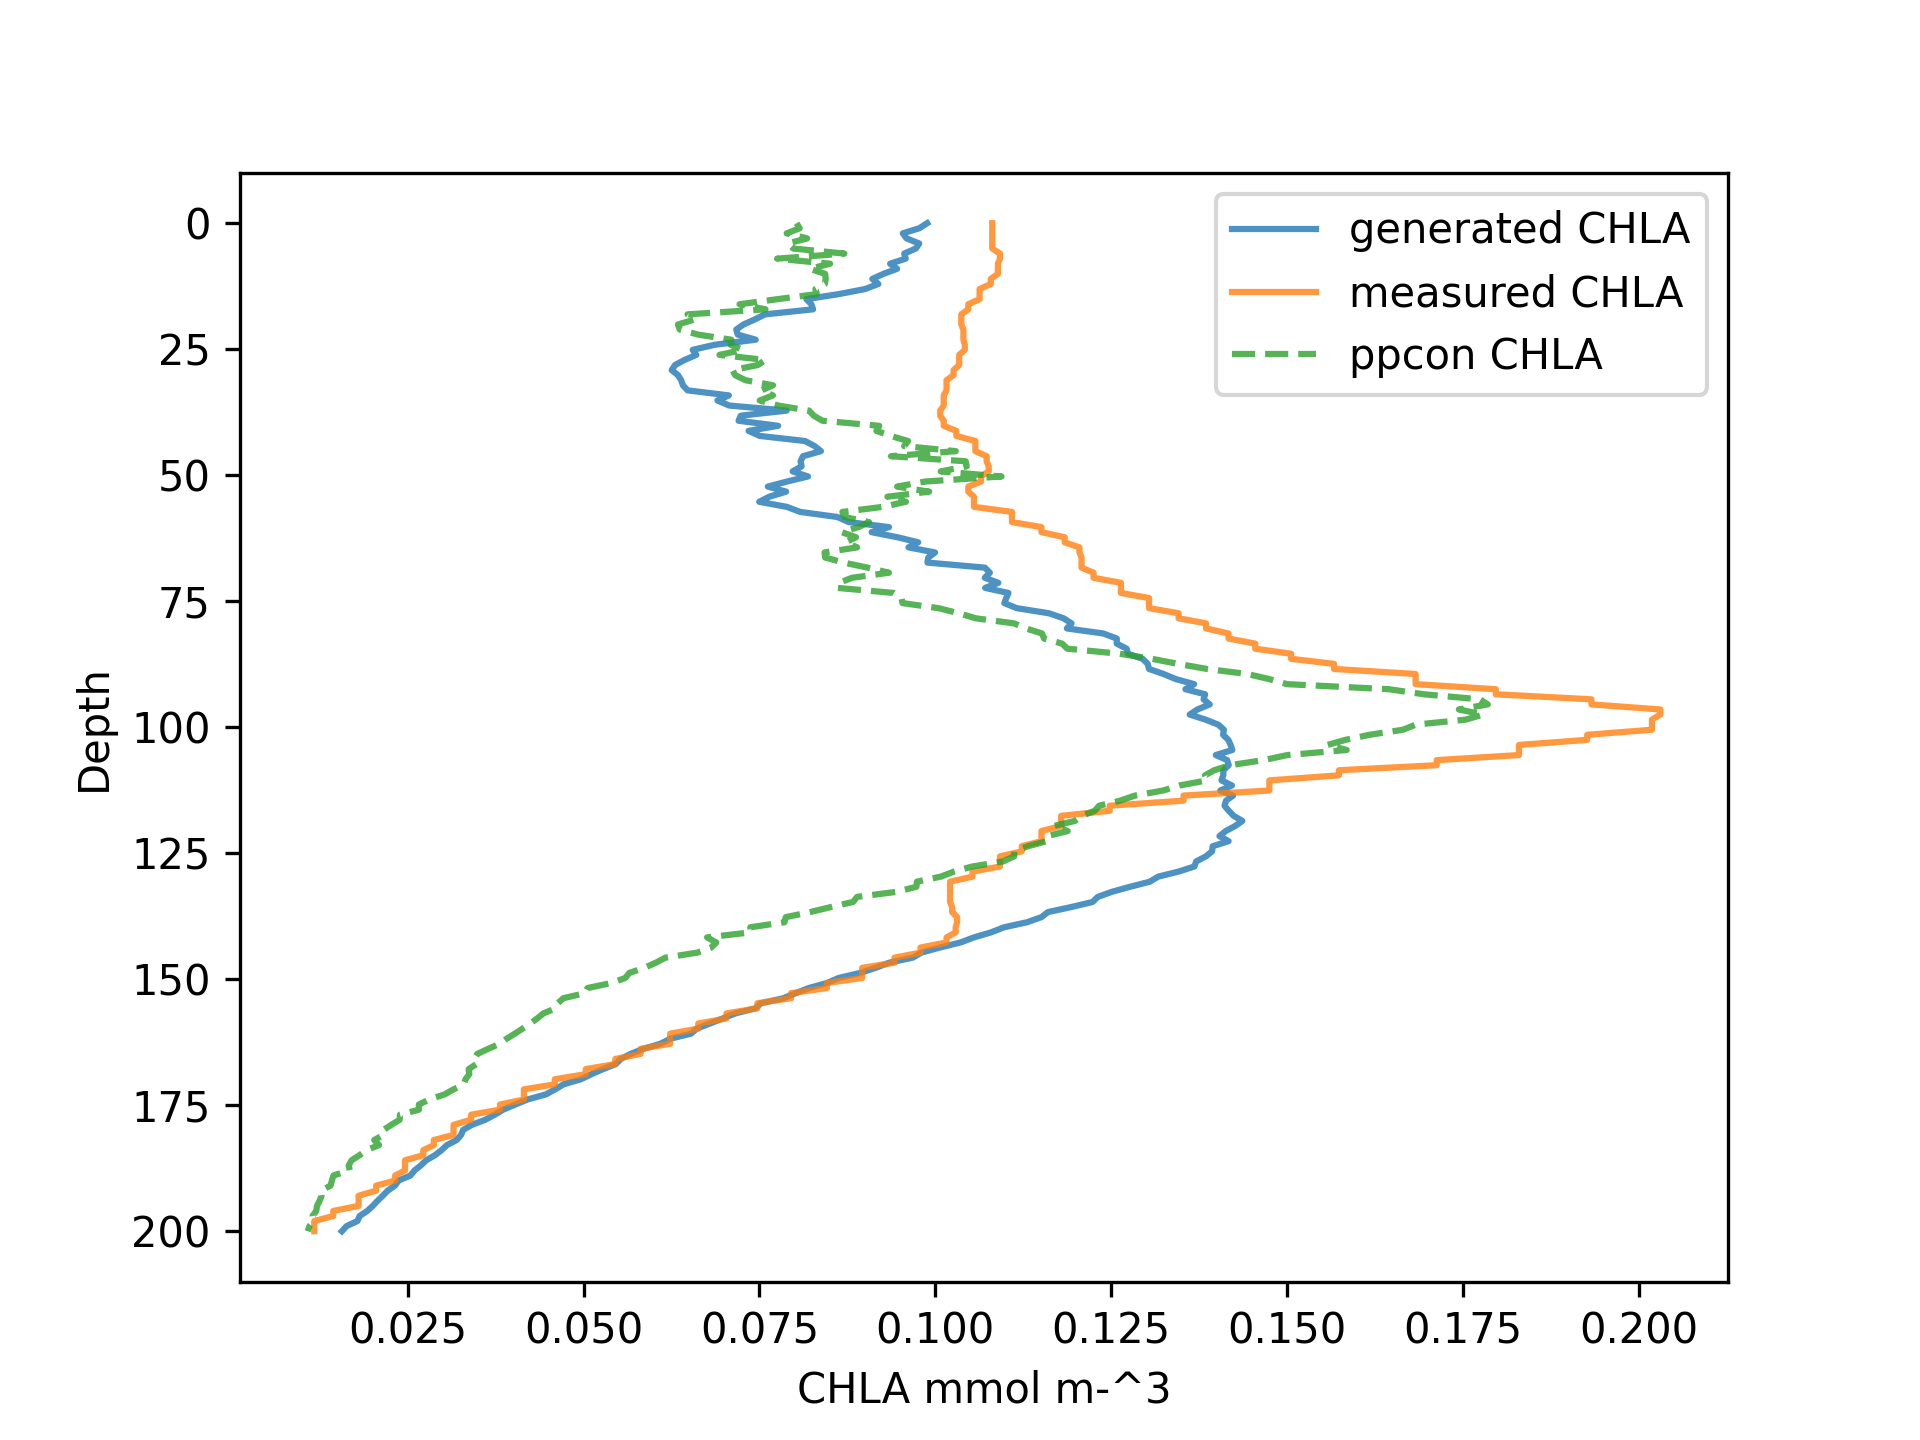 generated CHLA
measured CHLA
ppcon CHLA
0
25
50
75
100
125
150
175
200
Depth
0.025 0.050 0.075 0.100 0.125 0.150 0.175 0.200
CHLA mmol m-^3